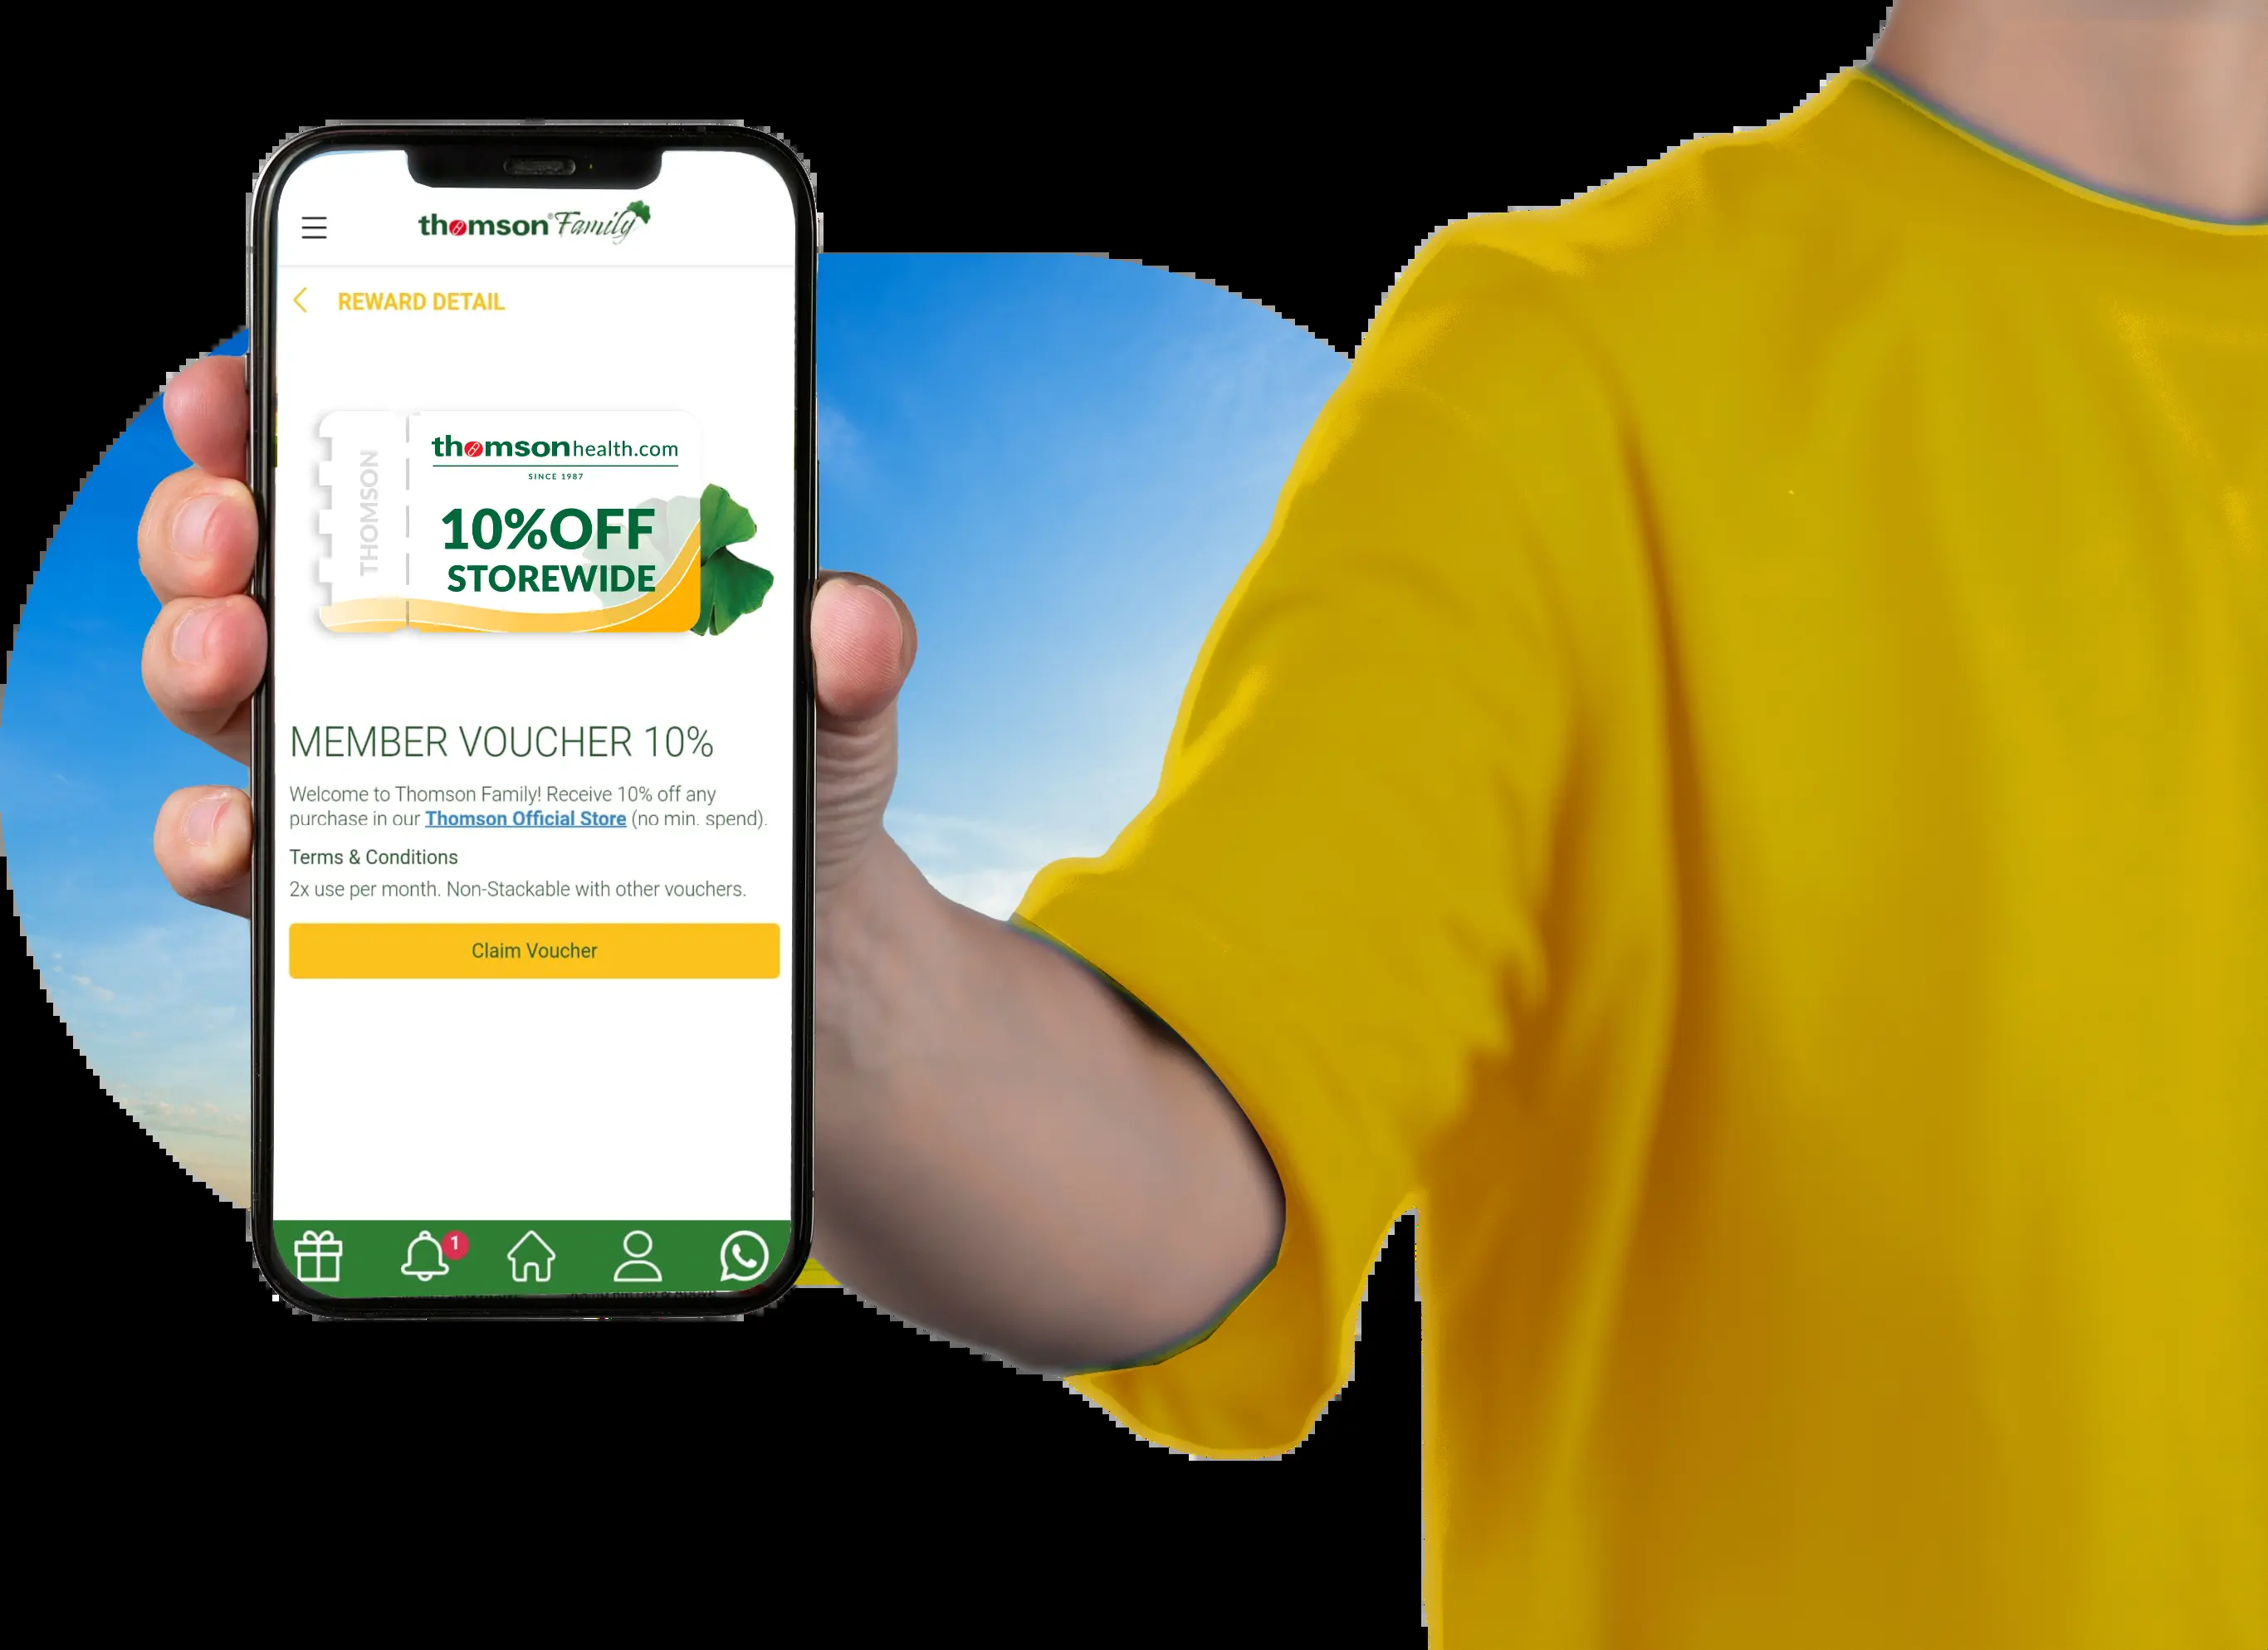 thomson® Family
REWARD DETAIL
THOMSON
thomsonhealth.com
SINCE 1987
10%OFF
STOREWIDE
MEMBER VOUCHER 10%
Welcome to Thomson Family! Receive 10% off any
purchase in our Thomson Official Store (no min. spend).
Terms & Conditions
2x use per month. Non-Stackable with other vouchers.
Claim Voucher
1